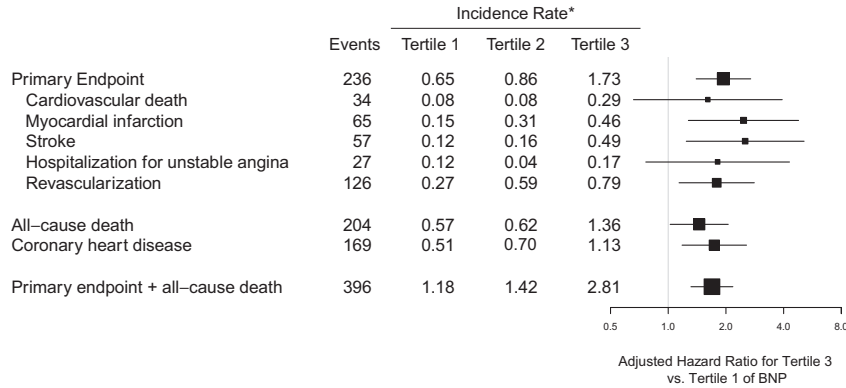 Incidence Rate*
Events Tertile 1 Tertile 2 Tertile 3
Primary Endpoint 236 0.65 0.86 1.73
Cardiovascular death 34 0.08 0.08 0.29
Myocardial infarction 65 0.15 0.31 0.46
Stroke 57 0.12 0.16 0.49
Hospitalization for unstable angina 27 0.12 0.04 0.17
Revascularization 126 0.27 0.59 0.79
All−cause death 204 0.57 0.62 1.36
Coronary heart disease 169 0.51 0.70 1.13
Primary endpoint + all−cause death 396 1.18 1.42 2.81
0.5 1.0 2.0 4.0 8.0
Adjusted Hazard Ratio for Tertile 3
vs. Tertile 1 of BNP